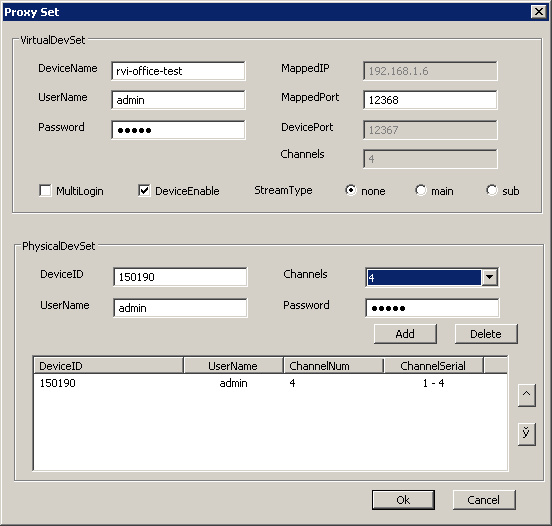 Proxy Set
VirtualDevSet
DeviceName rvi-office-test MappedIP 192.168.1.6
UserName admin MappedPort 12368
Password ●●●●● DevicePort 12367
Channels 4
MultiLogin DeviceEnable StreamType none main sub
PhysicalDevSet
DeviceID 150190 Channels 4
UserName admin Password ●●●●●
Add Delete
DeviceID UserName ChannelNum ChannelSerial
150190 admin 4 1 - 4
^
ў
Ok Cancel